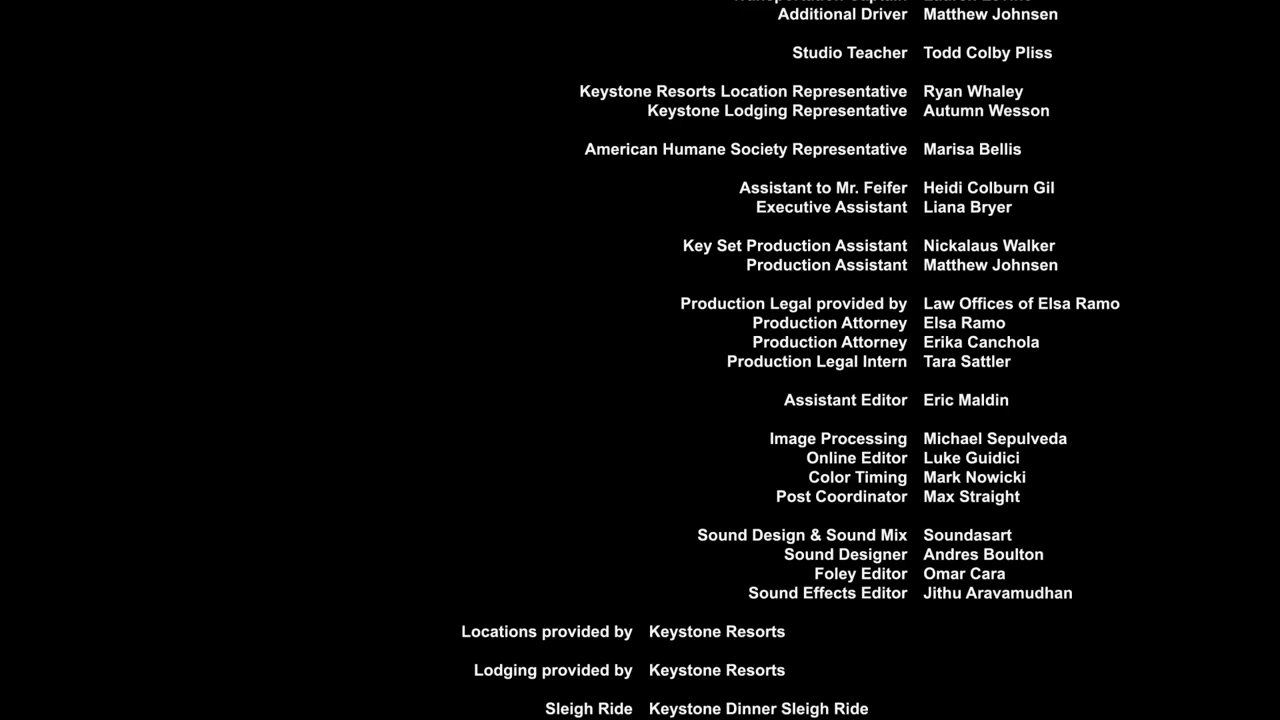 Additional Driver Matthew Johnsen
Studio Teacher Todd Colby Pliss
Keystone Resorts Location Representative Ryan Whaley
Keystone Lodging Representative Autumn Wesson
American Humane Society Representative Marisa Bellis
Assistant to Mr. Feifer Heidi Colburn Gil
Executive Assistant Liana Bryer
Key Set Production Assistant Nickalaus Walker
Production Assistant Matthew Johnsen
Production Legal provided by Law Offices of Elsa Ramo
Production Attorney Elsa Ramo
Production Attorney Erika Canchola
Production Legal Intern Tara Sattler
Assistant Editor Eric Maldin
Image Processing Michael Sepulveda
Online Editor Luke Guidici
Color Timing Mark Nowicki
Post Coordinator Max Straight
Sound Design & Sound Mix Soundasart
Sound Designer Andres Boulton
Foley Editor Omar Cara
Sound Effects Editor Jithu Aravamudhan
Locations provided by Keystone Resorts
Lodging provided by Keystone Resorts
Sleigh Ride Keystone Dinner Sleigh Ride